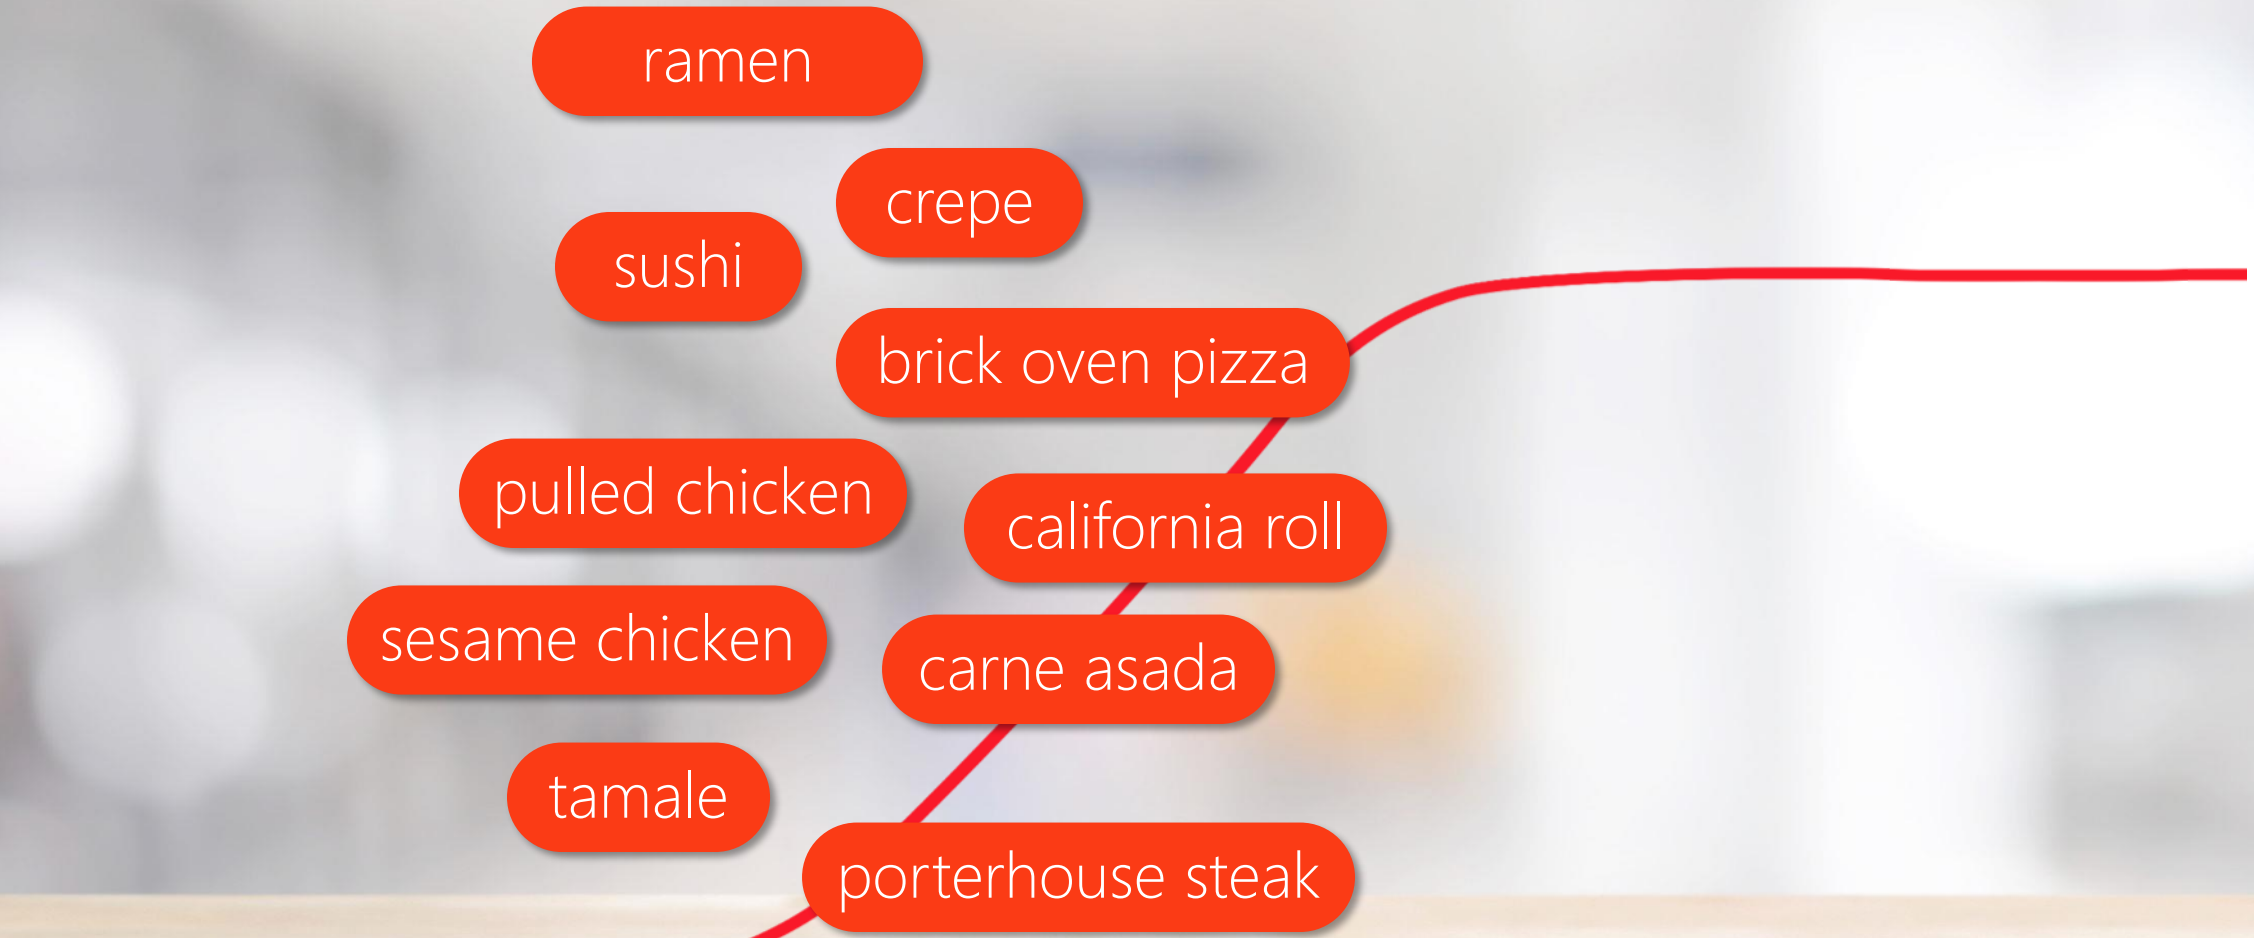 ramen
crepe
sushi
brick oven pizza
pulled chicken
california roll
sesame chicken
carne asada
tamale
porterhouse steak